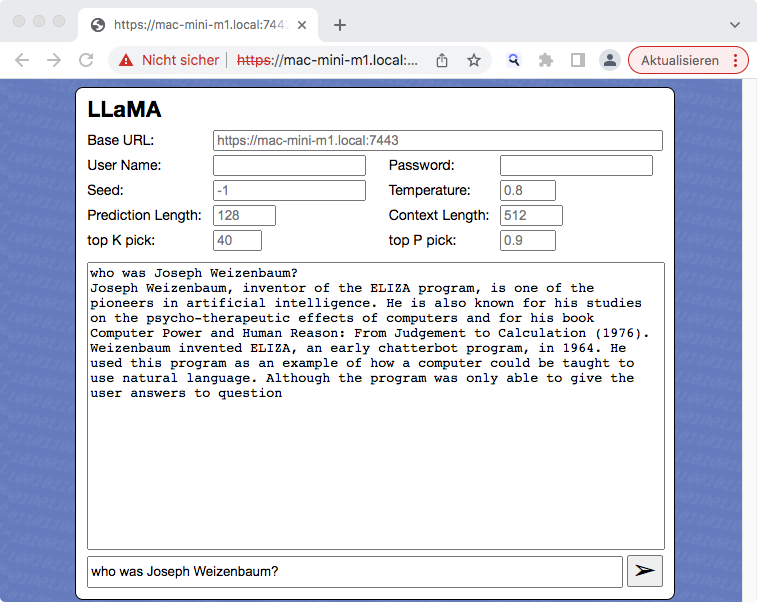 https://mac-mini-m1.local:744
Nicht sicher
https://mac-mini-m1.local:...
Aktualisieren
LLaMA
Base URL: https://mac-mini-m1.local:7443
User Name: Password:
Seed: -1 Temperature: 0.8
Prediction Length: 128 Context Length: 512
top K pick: 40 top P pick: 0.9
who was Joseph Weizenbaum?
Joseph Weizenbaum, inventor of the ELIZA program, is one of the
pioneers in artificial intelligence. He is also known for his studies
on the psycho-therapeutic effects of computers and for his book
Computer Power and Human Reason: From Judgement to Calculation (1976).
Weizenbaum invented ELIZA, an early chatterbot program, in 1964. He
used this program as an example of how a computer could be taught to
use natural language. Although the program was only able to give the
user answers to question
who was Joseph Weizenbaum?